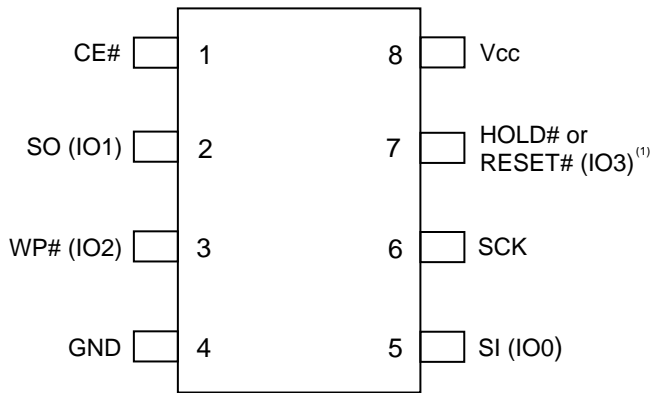 CE# 1 8 Vcc
SO (IO1) 2 7 HOLD# or
RESET# (IO3)(1)
WP# (IO2) 3 6 SCK
GND 4 5 SI (IO0)